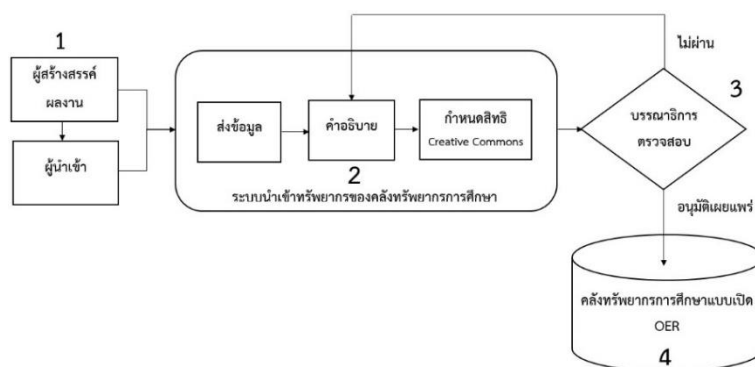 1
ผู้สร้างสรรค์
ผลงาน
ผู้นำเข้า
ส่งข้อมูล
คำอธิบาย
กำหนดสิทธิ
Creative Commons
2
ระบบนำเข้าทรัพยากรของคลังทรัพยากรการศึกษา
ไม่ผ่าน
3
บรรณาธิการ
ตรวจสอบ
อนุมัติเผยแพร่
คลังทรัพยากรการศึกษาแบบเปิด
OER
4